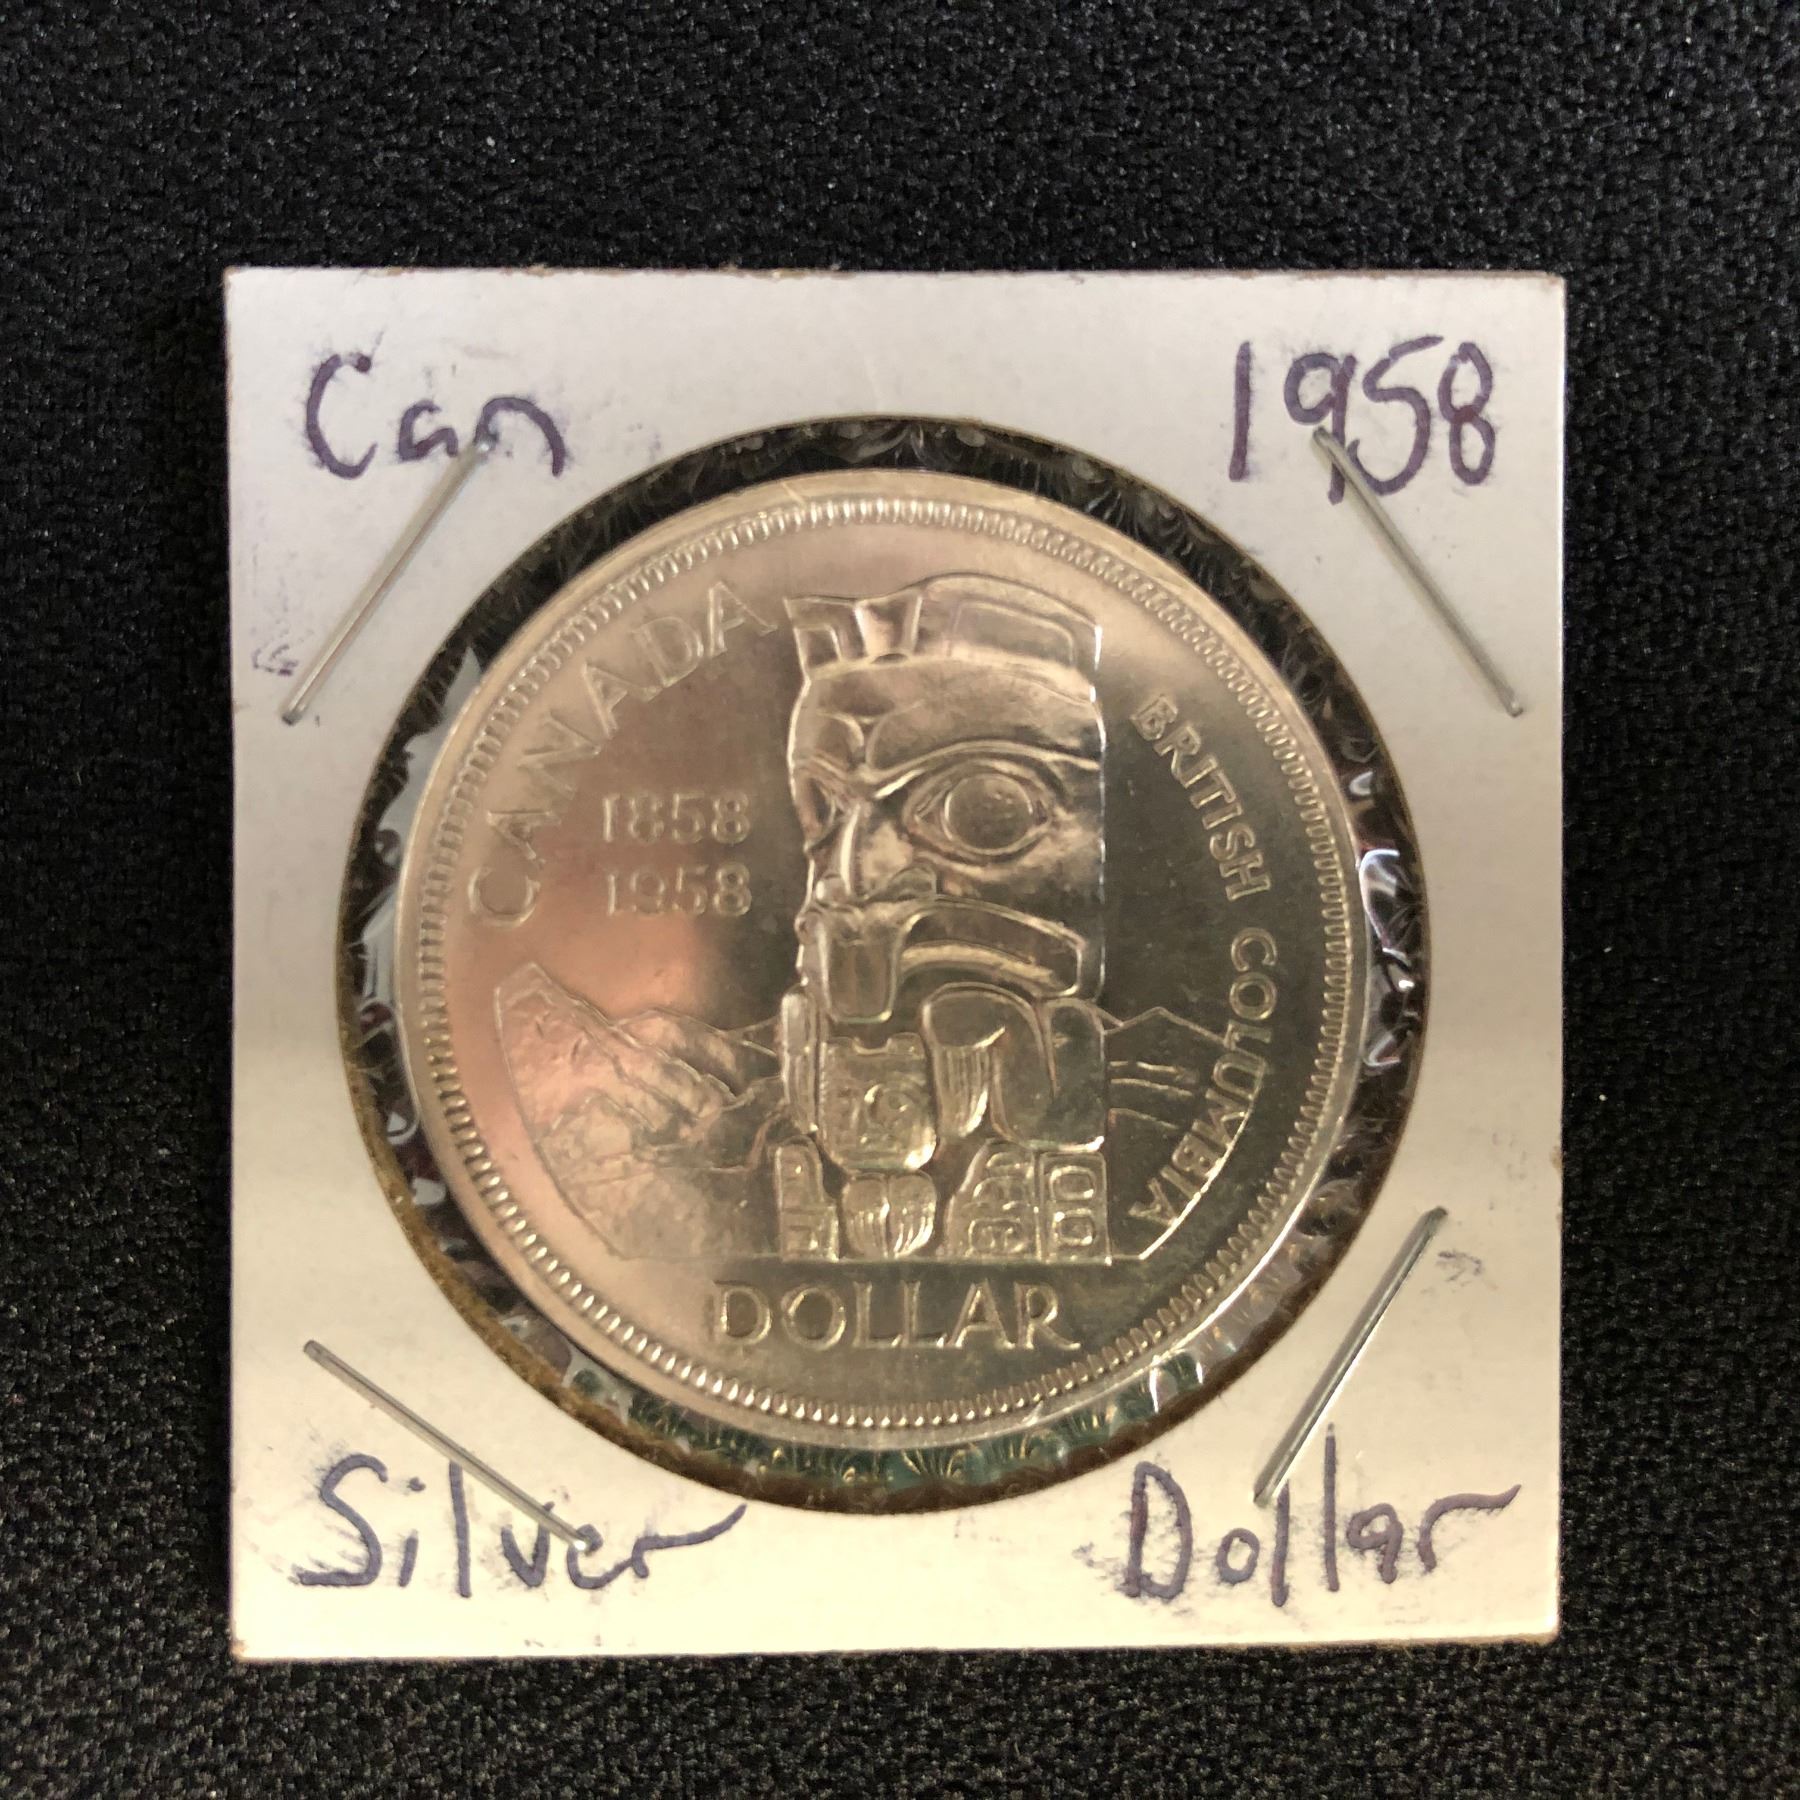 Can 1958
CANADA
1858
1958
BRITISH COLUMBIA
DOLLAR
Silver Dollar